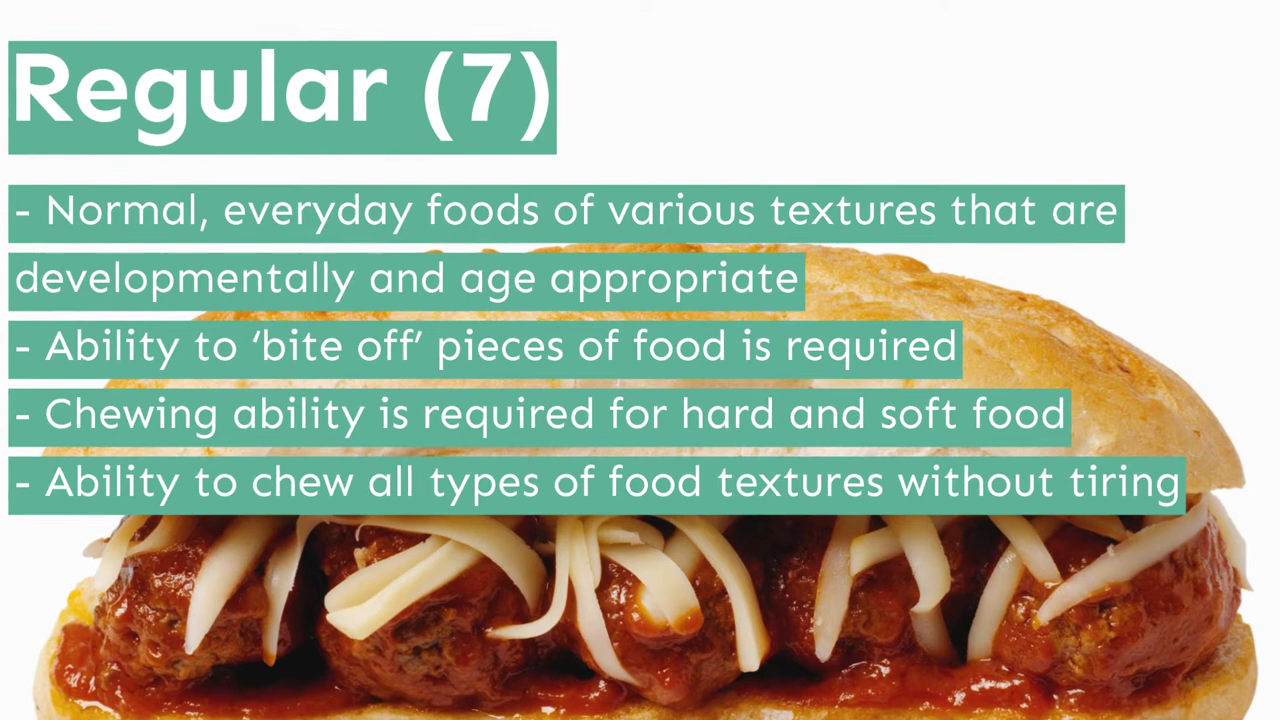 Regular (7)
- Normal, everyday foods of various textures that are
developmentally and age appropriate
- Ability to ‘bite off’ pieces of food is required
- Chewing ability is required for hard and soft food
- Ability to chew all types of food textures without tiring